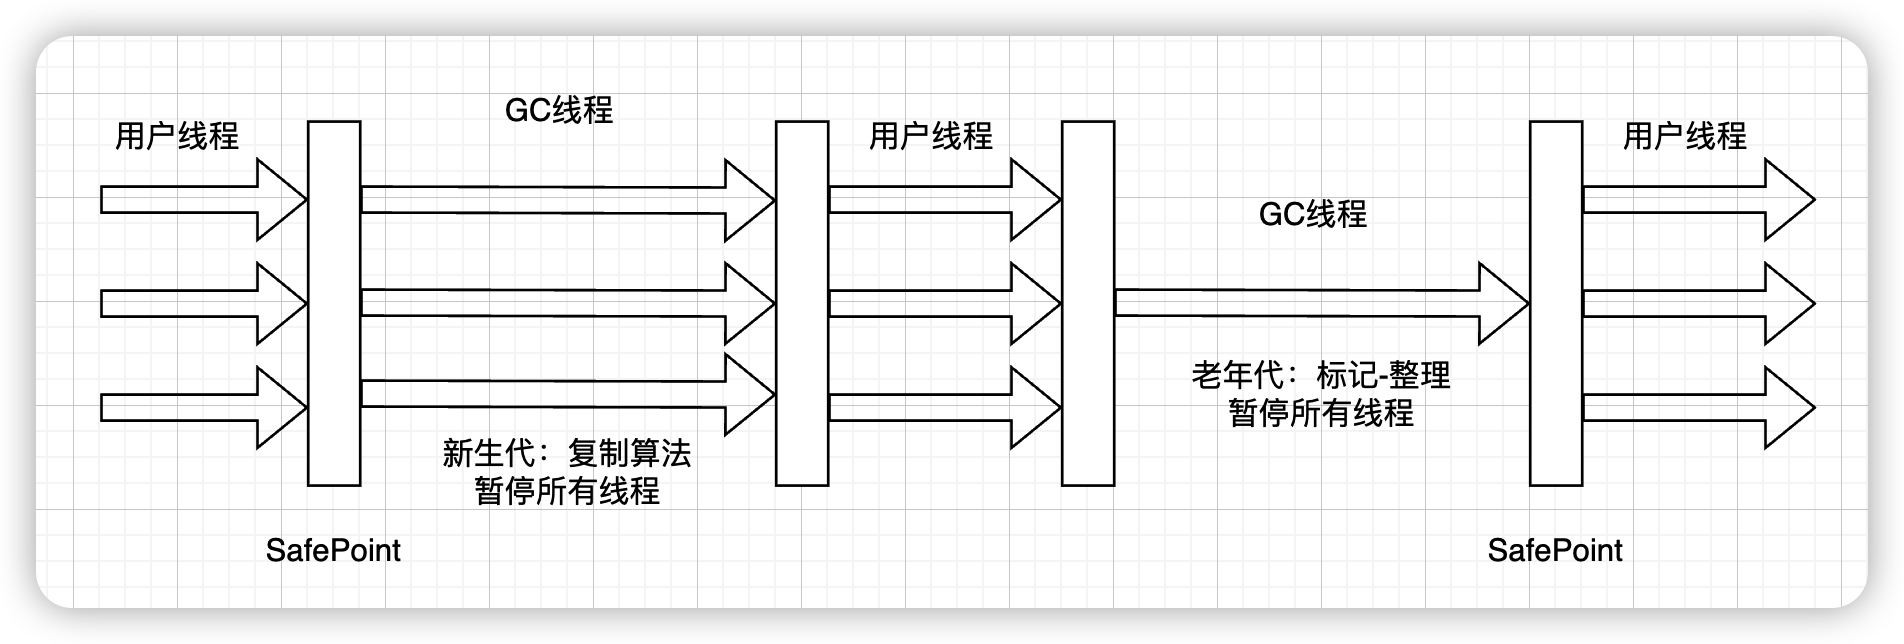 用户线程
GC线程
用户线程
GC线程
用户线程
新生代：复制算法
暂停所有线程
老年代：标记-整理
暂停所有线程
SafePoint
SafePoint